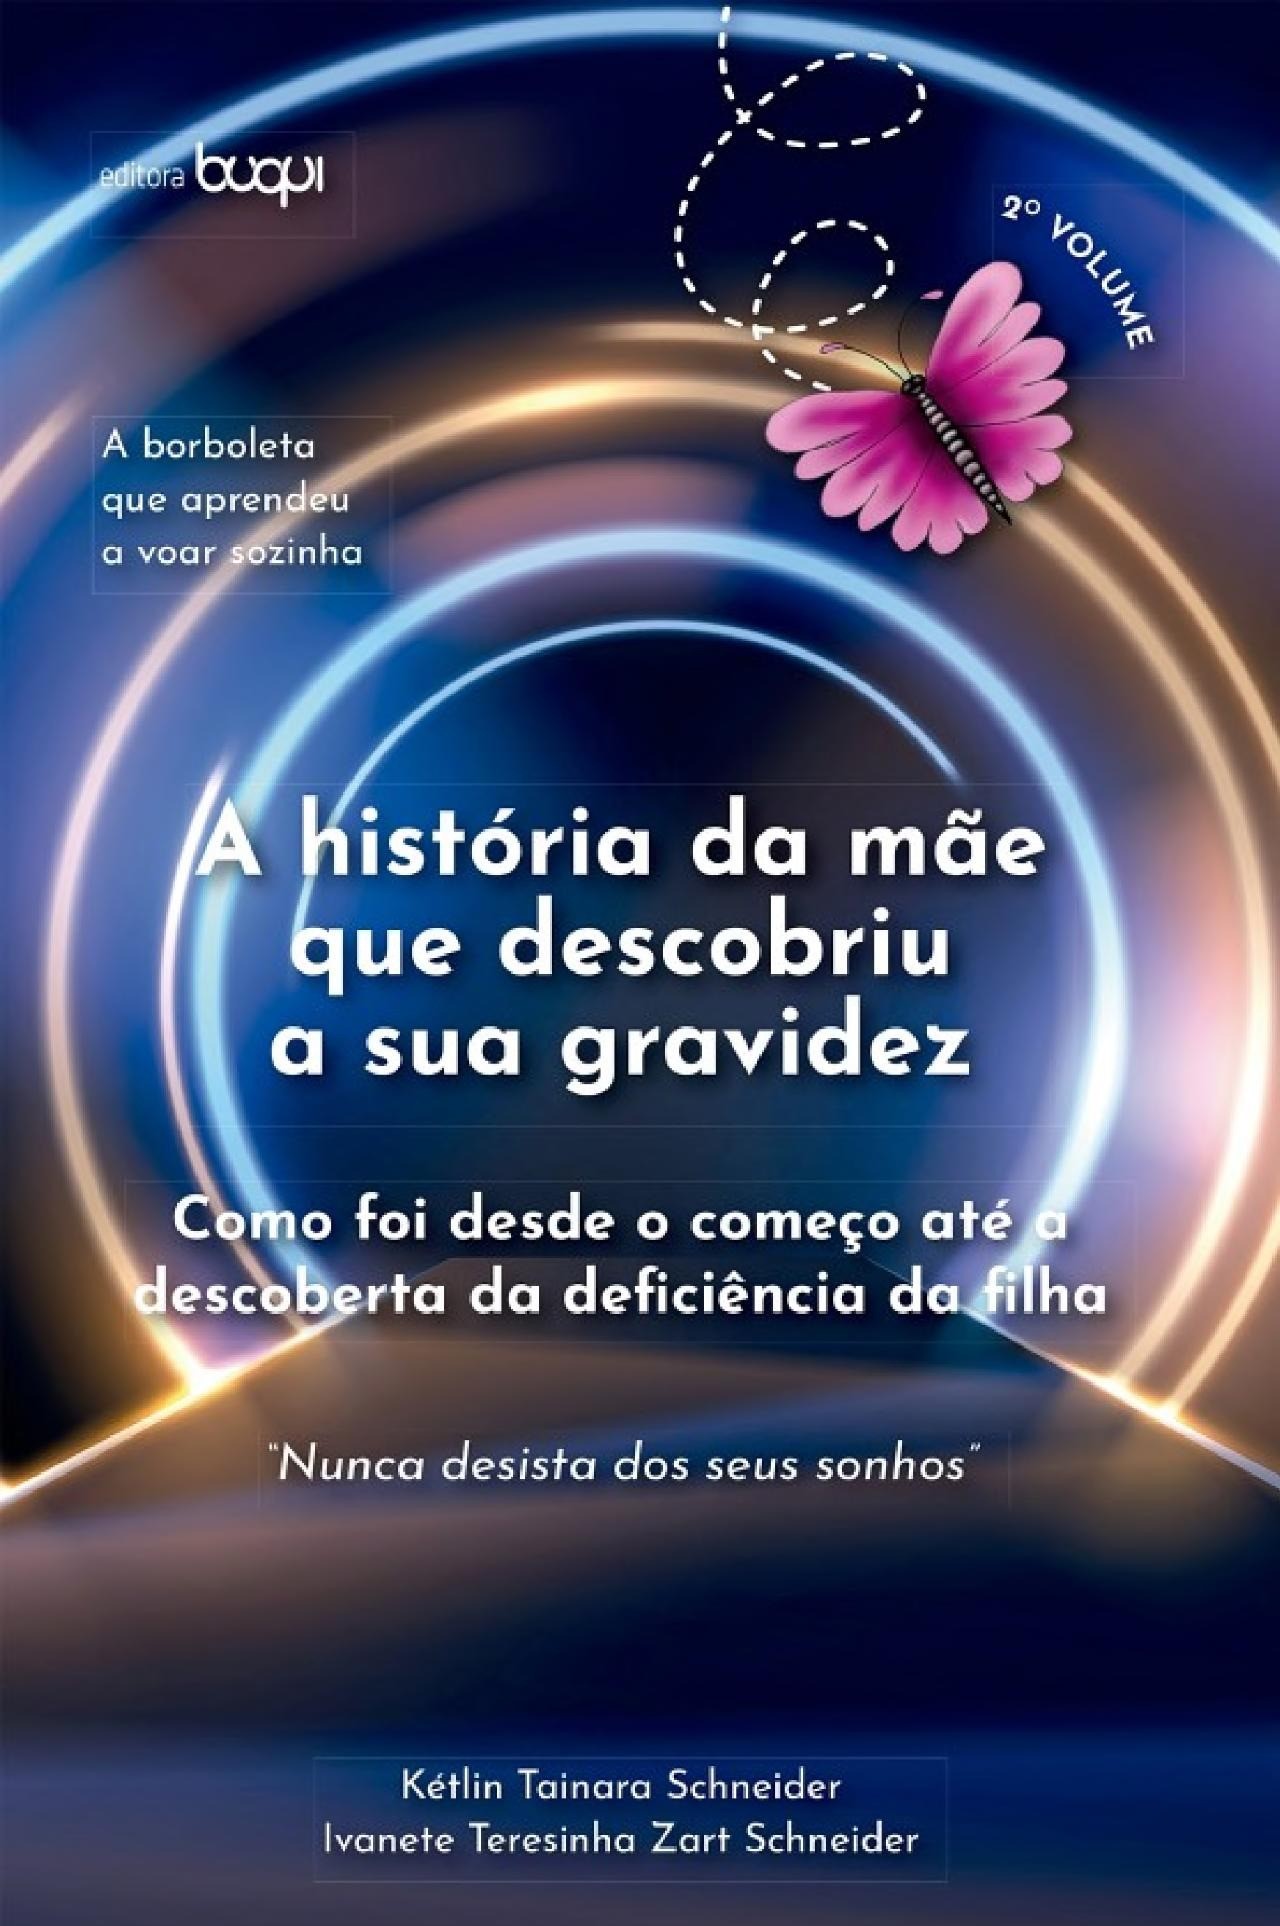 editora buqui
2º VOLUME
A borboleta
que aprendeu
a voar sozinha
A história da mãe
que descobriu
a sua gravidez
Como foi desde o começo até a
descoberta da deficiência da filha
"Nunca desista dos seus sonhos"
Kétlin Tainara Schneider
Ivanete Teresinha Zart Schneider